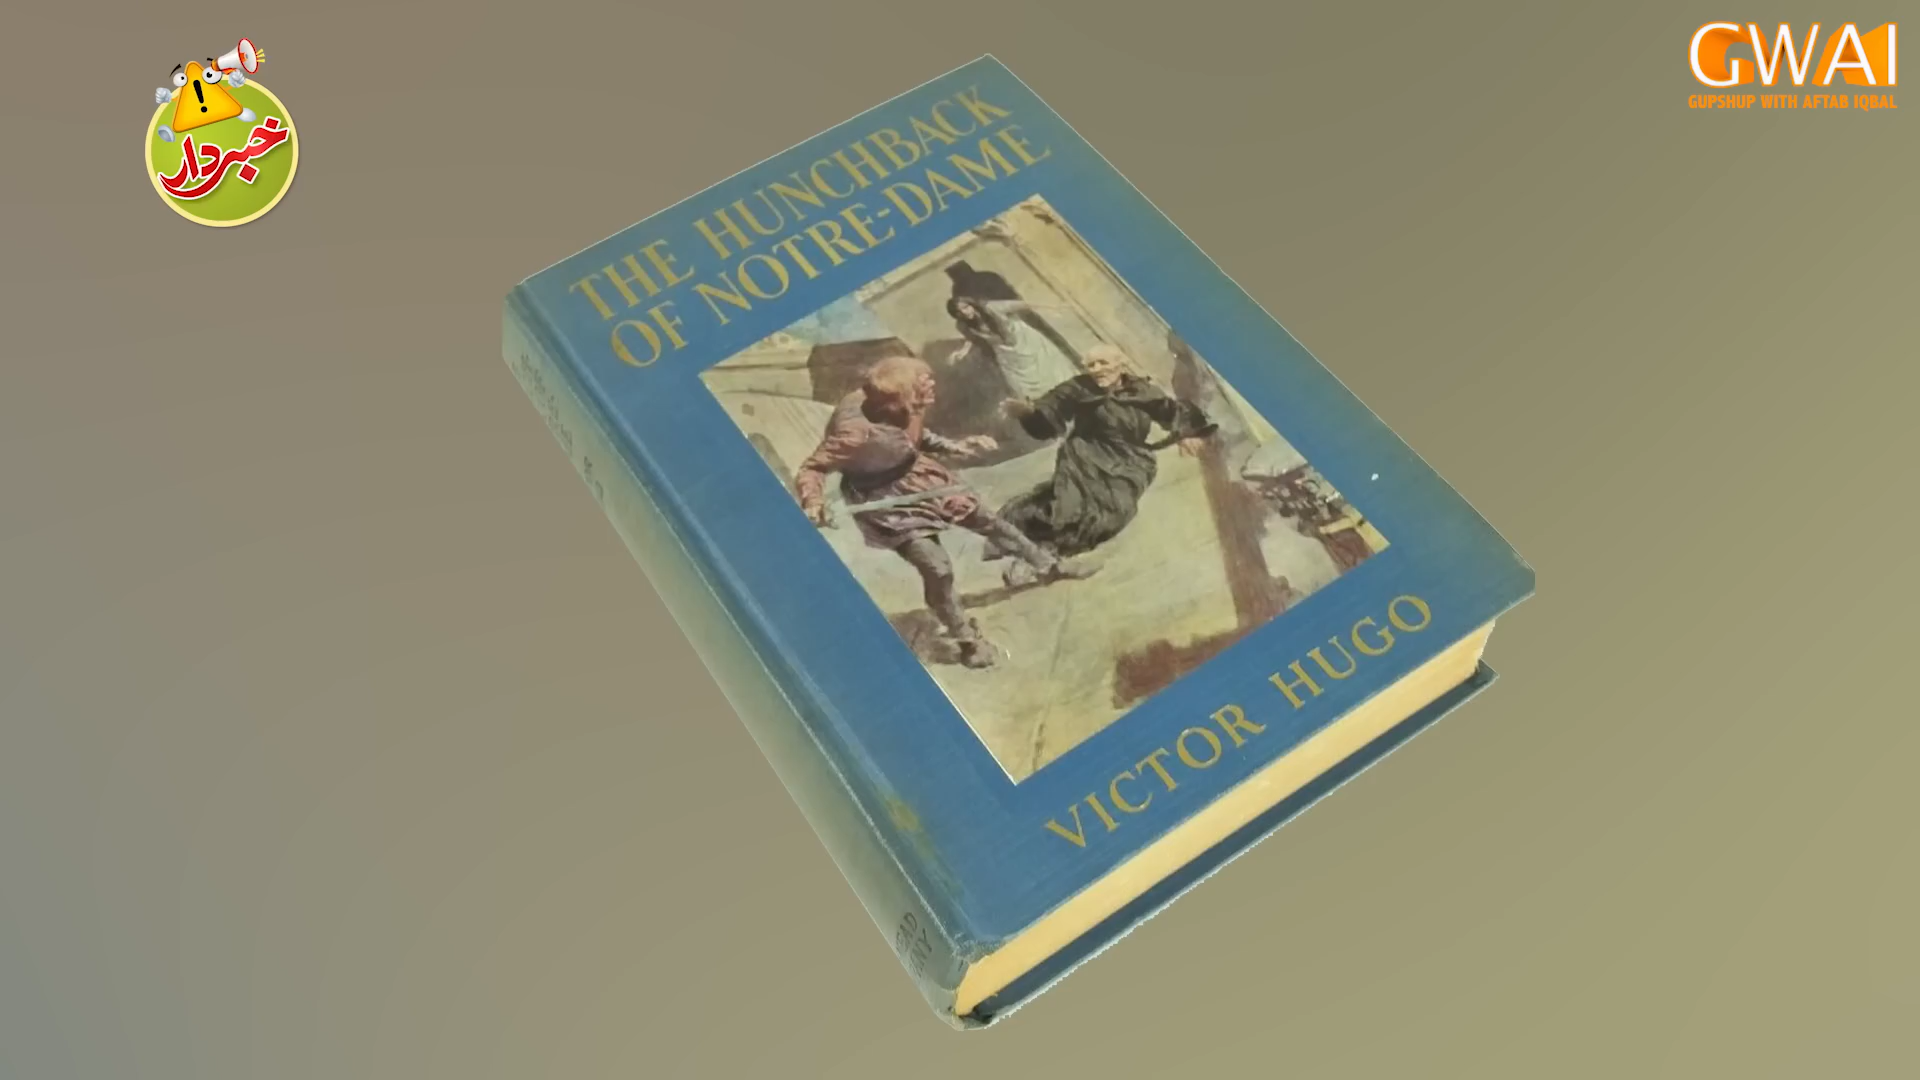 خبردار
GWAI
GUPSHUP WITH AFTAB IQBAL
THE HUNCHBACK
OF NOTRE-DAME
VICTOR HUGO